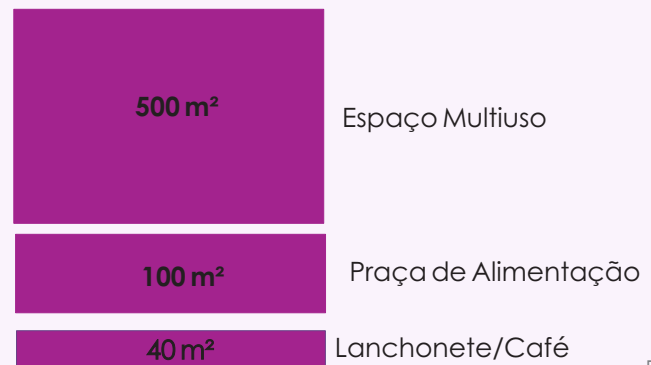 500 m²
Espaço Multiuso
100 m²
Praça de Alimentação
40 m²
Lanchonete/Café